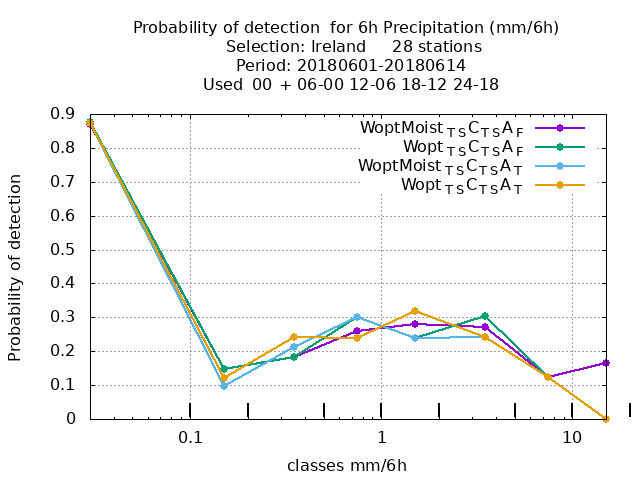 Probability of detection for 6h Precipitation (mm/6h)
Selection: Ireland 28 stations
Period: 20180601-20180614
Used 00 + 06-00 12-06 18-12 24-18
WoptMoist TS C TS A F
Wopt TS C TS A F
WoptMoist TS C TS A T
Wopt TS C TS A T
Probability of detection
0.9
0.8
0.7
0.6
0.5
0.4
0.3
0.2
0.1
0
0.1 1 10
classes mm/6h